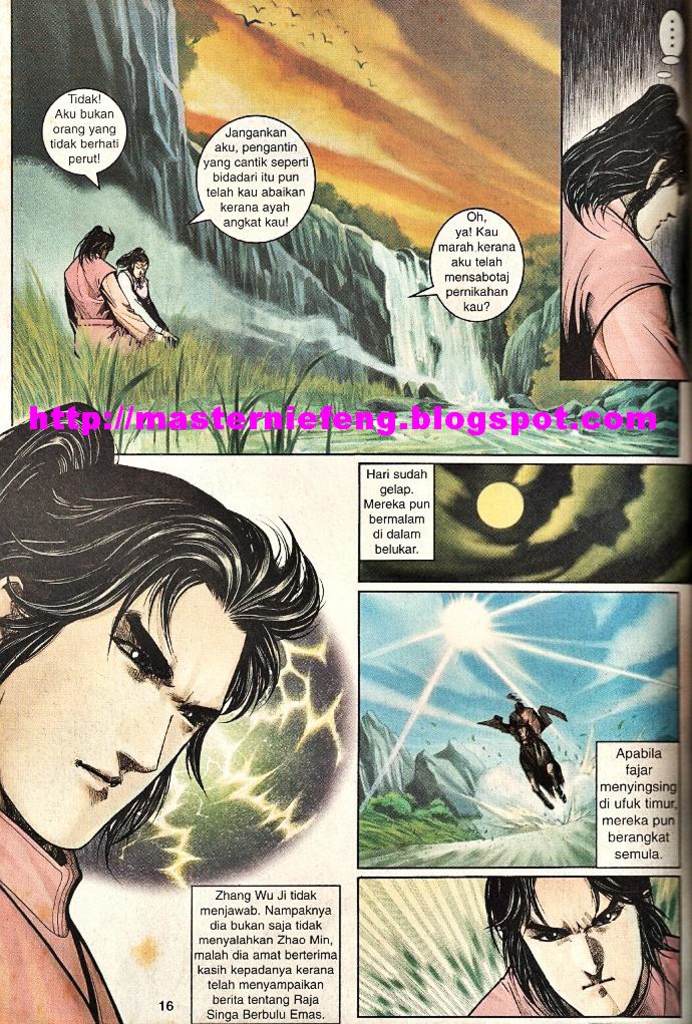 Tidak!
Aku bukan
orang yang
tidak berhati
perut!
Jangankan
aku, pengantin
yang cantik seperti
bidadari itu pun
telah kau abaikan
kerana ayah
angkat kau!
Oh,
ya! Kau
marah kerana
aku telah
mensabotaj
pernikahan
kau?
....
http://masterniefeng.blogspot.com
Hari sudah
gelap.
Mereka pun
bermalam
di dalam
belukar.
Apabila
fajar
menyingsing
di ufuk timur,
mereka pun
berangkat
semula.
Zhang Wu Ji tidak
menjawab. Nampaknya
dia bukan saja tidak
menyalahkan Zhao Min,
malah dia amat berterima
kasih kepadanya kerana
telah menyampaikan
berita tentang Raja
Singa Berbulu Emas.
16